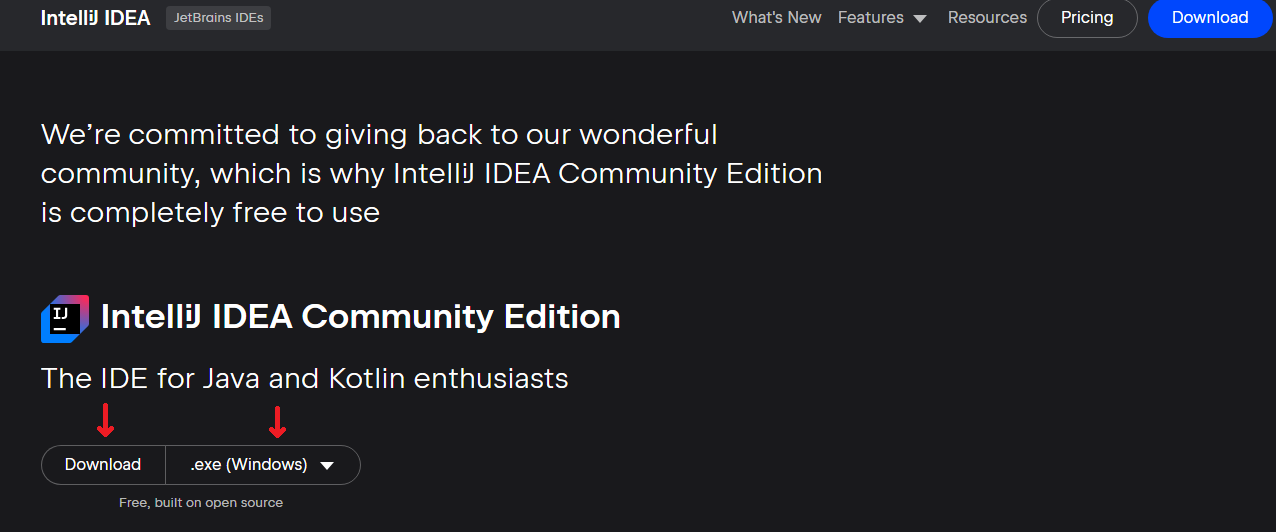 IntelliJ IDEA JetBrains IDEs What's New Features Resources Pricing Download
We’re committed to giving back to our wonderful
community, which is why IntelliJ IDEA Community Edition
is completely free to use
IJ
IntelliJ IDEA Community Edition
The IDE for Java and Kotlin enthusiasts
Download .exe (Windows)
Free, built on open source